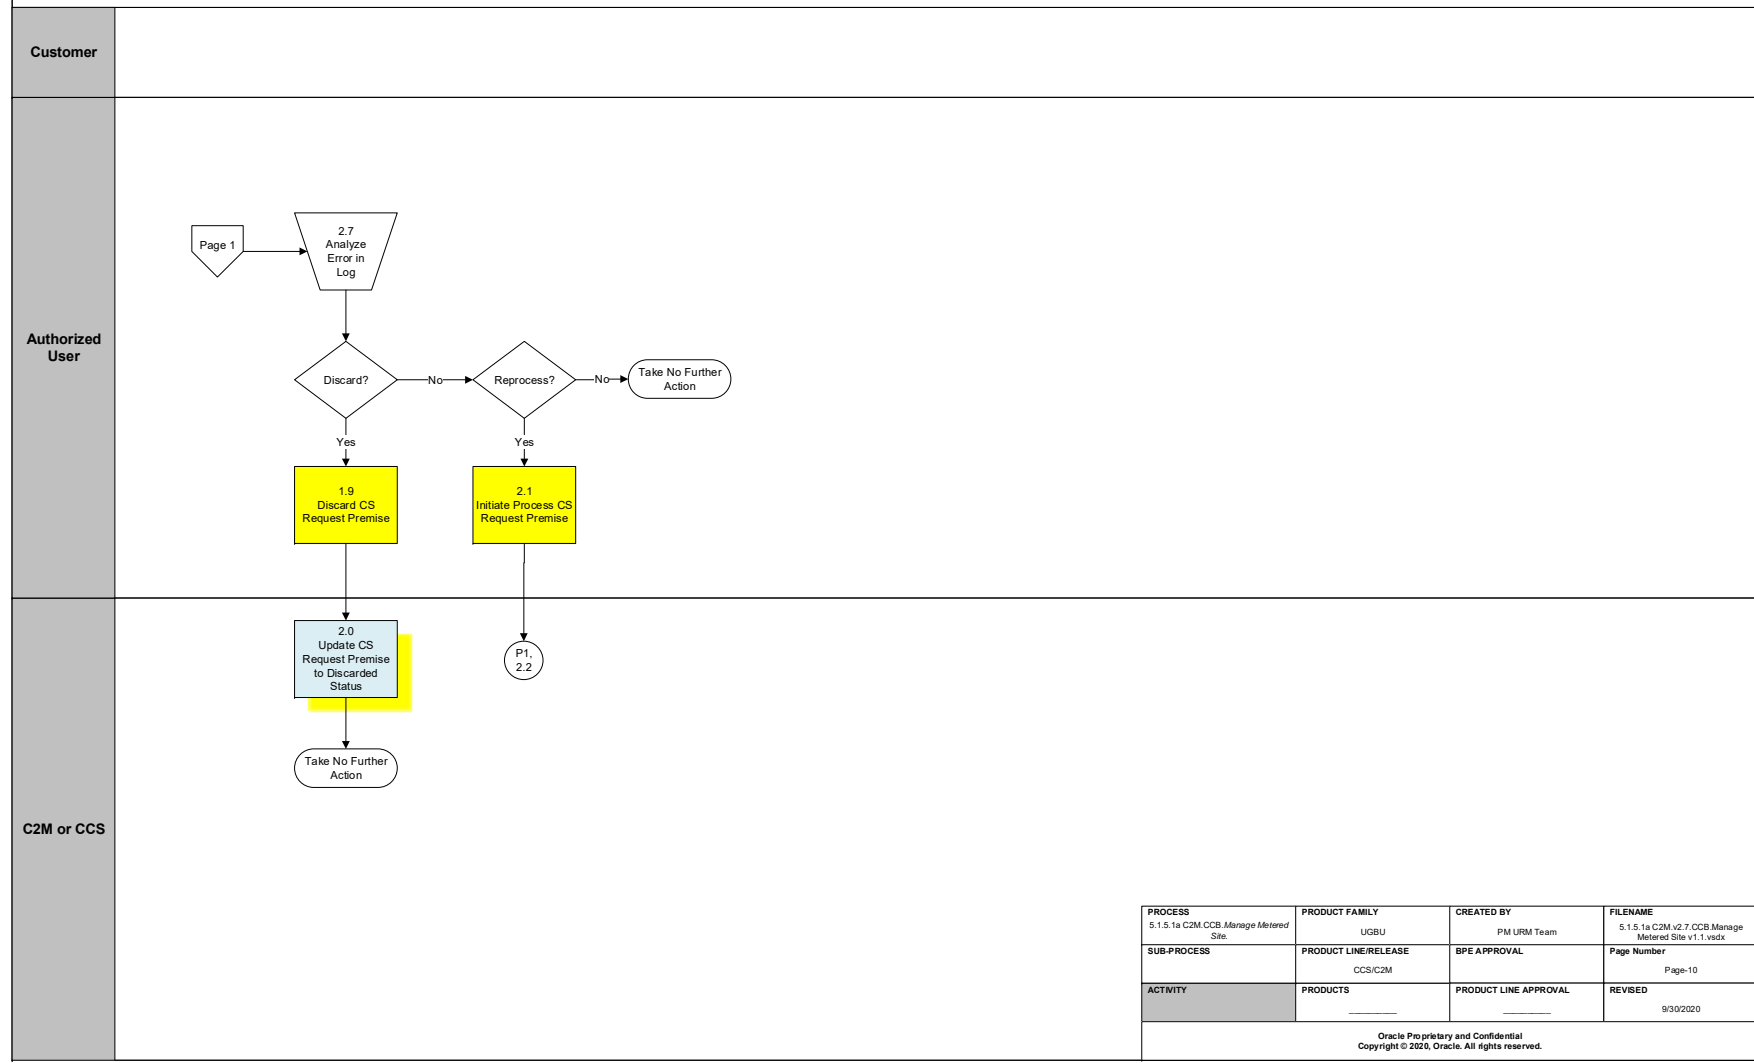 Customer
Authorized
User
C2M or CCS
Page 1
2.7
Analyze
Error in
Log
Discard?
No
Reprocess?
No
Take No Further
Action
Yes
Yes
1.9
Discard CS
Request Premise
2.1
Initiate Process CS
Request Premise
2.0
Update CS
Request Premise
to Discarded
Status
P1,
2.2
Take No Further
Action
PROCESS
5.1.5.1a C2M.CCB.Manage Metered
Site.
PRODUCT FAMILY
UGBU
CREATED BY
PM URM Team
FILENAME
5.1.5.1a C2M.v2.7.CCB.Manage
Metered Site v1.1.vsdx
SUB-PROCESS
PRODUCT LINE/RELEASE
CCS/C2M
BPE APPROVAL
Page Number
Page-10
ACTIVITY
PRODUCTS
PRODUCT LINE APPROVAL
REVISED
9/30/2020
Oracle Proprietary and Confidential
Copyright © 2020, Oracle. All rights reserved.